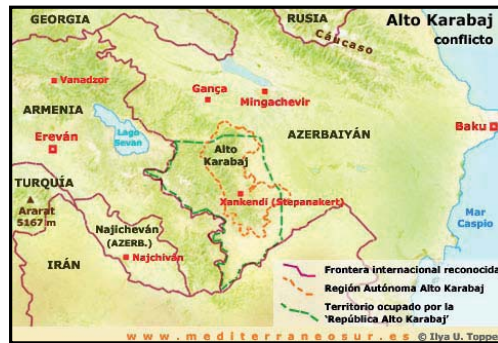 GEORGIA
RUSIA
Alto Karabaj
conflicto
Cáucaso
Vanadzor
Gança
Mingachevir
ARMENIA
Lago
Sevan
AZERBAIYÁN
Baku
Ereván
Alto
Karabaj
TURQUÍA
Xankendi (Stepanakert)
Ararat
5167 m
Najicheván
(AZERB.)
Mar
Caspio
Najchiván
IRÁN
Frontera internacional reconocida
Región Autónoma Alto Karabaj
Territorio ocupado por la
'República Alto Karabaj'
www.mediterraneosur.es © Ilya U. Topper